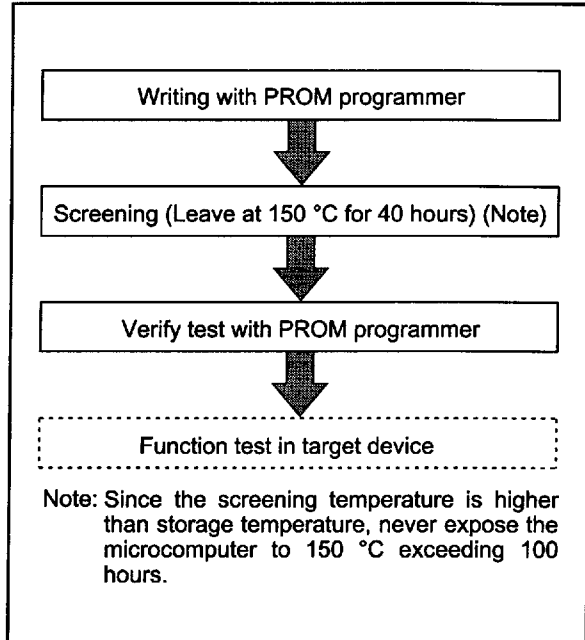 Writing with PROM programmer
Screening (Leave at 150 °C for 40 hours) (Note)
Verify test with PROM programmer
Function test in target device
Note: Since the screening temperature is higher
than storage temperature, never expose the
microcomputer to 150 °C exceeding 100
hours.